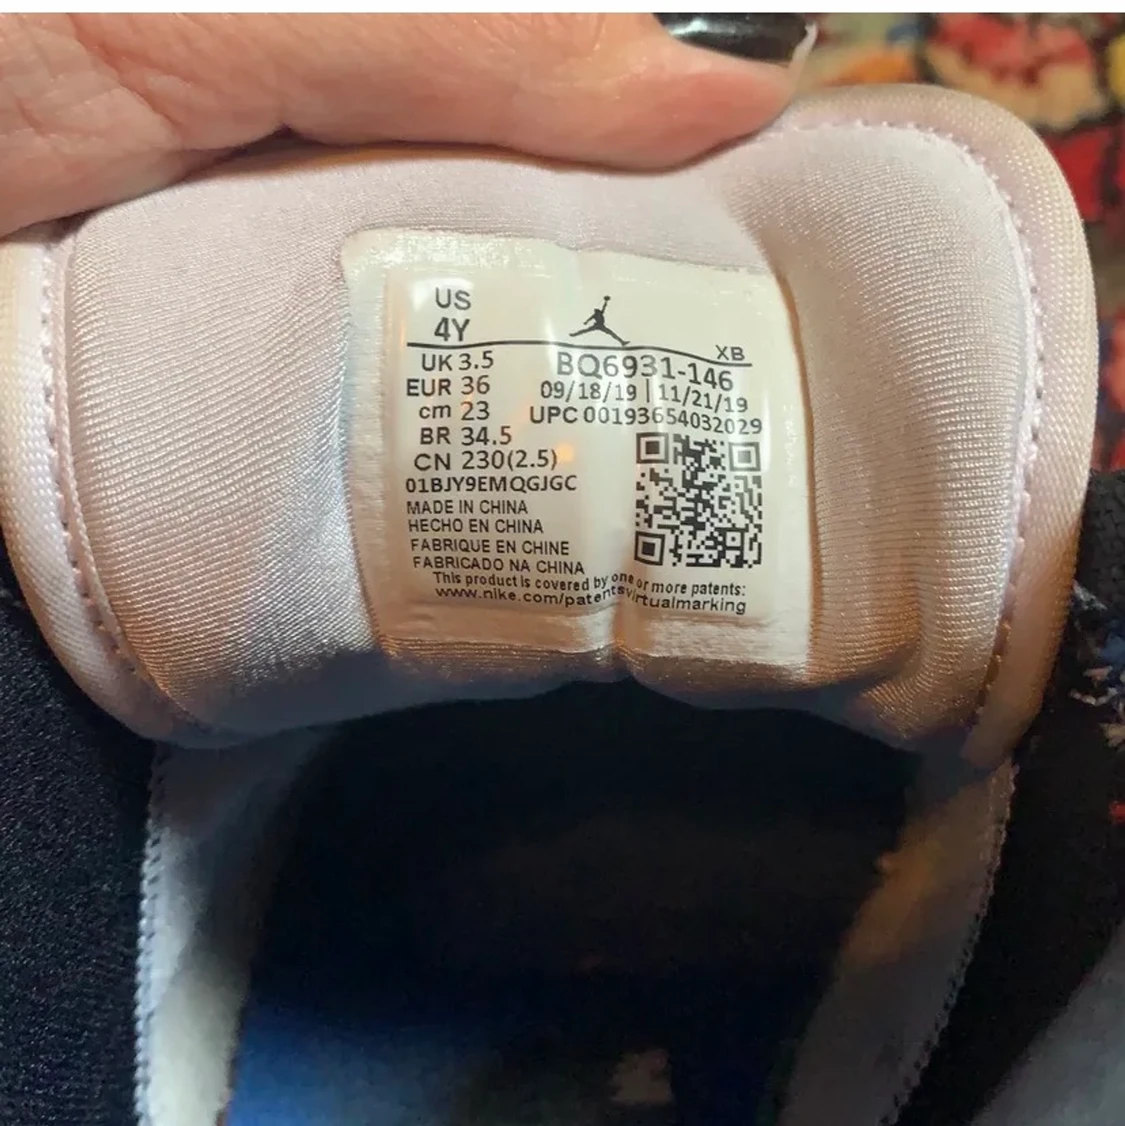 US
4Y
XB
UK 3.5
EUR 36
cm 23
BR 34.5
CN 230(2.5)
01BJY9EMQGJGC
BQ6931-146
09/18/19 | 11/21/19
UPC 00193654032029
MADE IN CHINA
HECHO EN CHINA
FABRIQUE EN CHINE
FABRICADO NA CHINA
This product is covered by one or more patents:
www.nike.com/patentsvirtualmarking